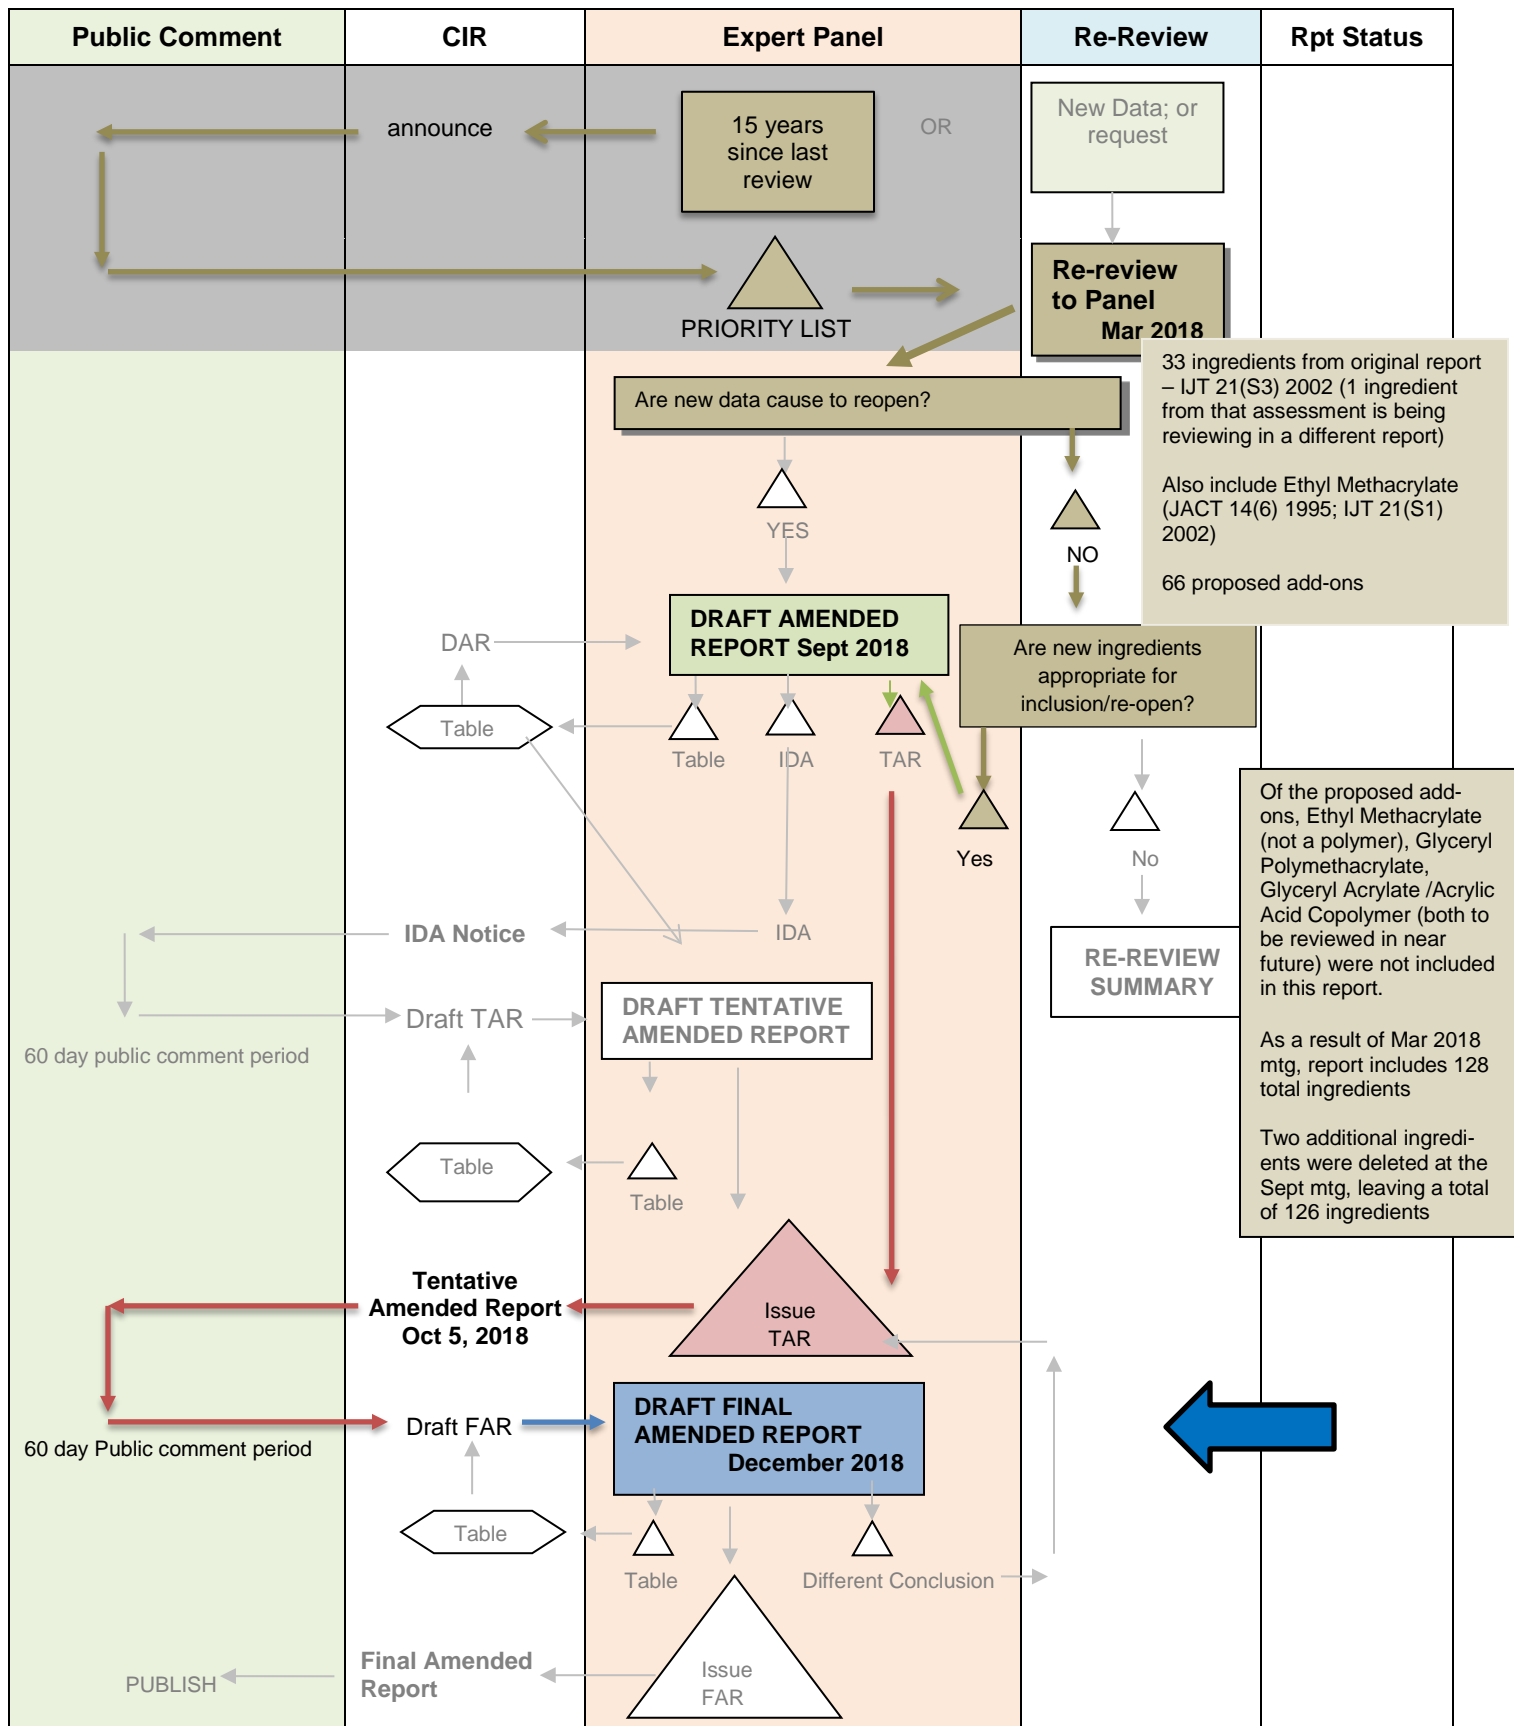 Public Comment
CIR
Expert Panel
Re-Review
Rpt Status
announce
15 years
since last
review
OR
New Data; or
request
PRIORITY LIST
Re-review
to Panel
Mar 2018
33 ingredients from original report
– IJT 21(S3) 2002 (1 ingredient
from that assessment is being
reviewing in a different report)
Also include Ethyl Methacrylate
(JACT 14(6) 1995; IJT 21(S1)
2002)
66 proposed add-ons
Are new data cause to reopen?
YES
NO
DAR
DRAFT AMENDED
REPORT Sept 2018
Are new ingredients
appropriate for
inclusion/re-open?
Table
Table
IDA
TAR
Yes
No
Of the proposed add-
ons, Ethyl Methacrylate
(not a polymer), Glyceryl
Polymethacrylate,
Glyceryl Acrylate /Acrylic
Acid Copolymer (both to
be reviewed in near
future) were not included
in this report.
As a result of Mar 2018
mtg, report includes 128
total ingredients
Two additional ingredi-
ents were deleted at the
Sept mtg, leaving a total
of 126 ingredients
IDA Notice
IDA
RE-REVIEW
SUMMARY
Draft TAR
DRAFT TENTATIVE
AMENDED REPORT
60 day public comment period
Table
Table
Tentative
Amended Report
Oct 5, 2018
Issue
TAR
Draft FAR
DRAFT FINAL
AMENDED REPORT
December 2018
60 day Public comment period
Table
Table
Different Conclusion
PUBLISH
Final Amended
Report
Issue
FAR